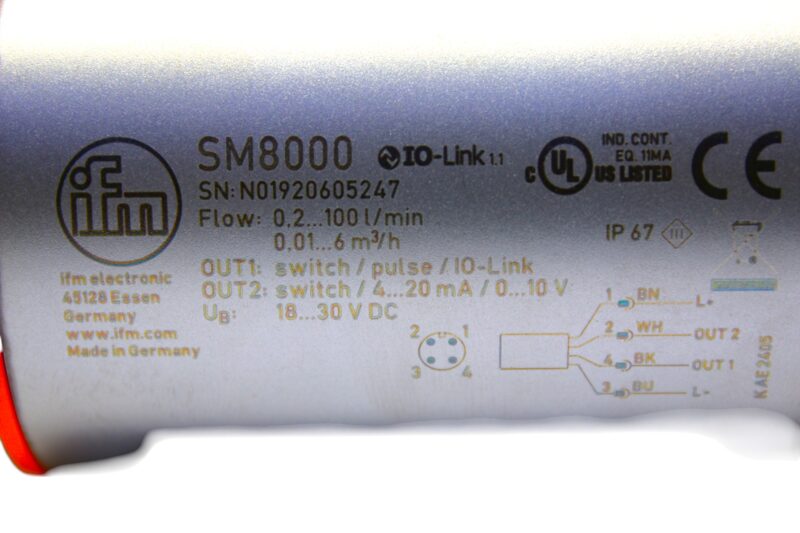 ifm
ifm electronic
45128 Essen
Germany
www.ifm.com
Made in Germany
SM8000
IO-Link 1.1
SN: N01920605247
Flow: 0,2...100 l/min
0,01...6 m³/h
OUT1: switch / pulse / IO-Link
OUT2: switch / 4...20 mA / 0...10 V
UB: 18...30 V DC
c UL US LISTED
IND. CONT.
EQ. 11MA
CE
IP 67 III
2 1
3 4
1 BN L+
2 WH OUT 2
4 BK OUT 1
3 BU L-
KAE2405